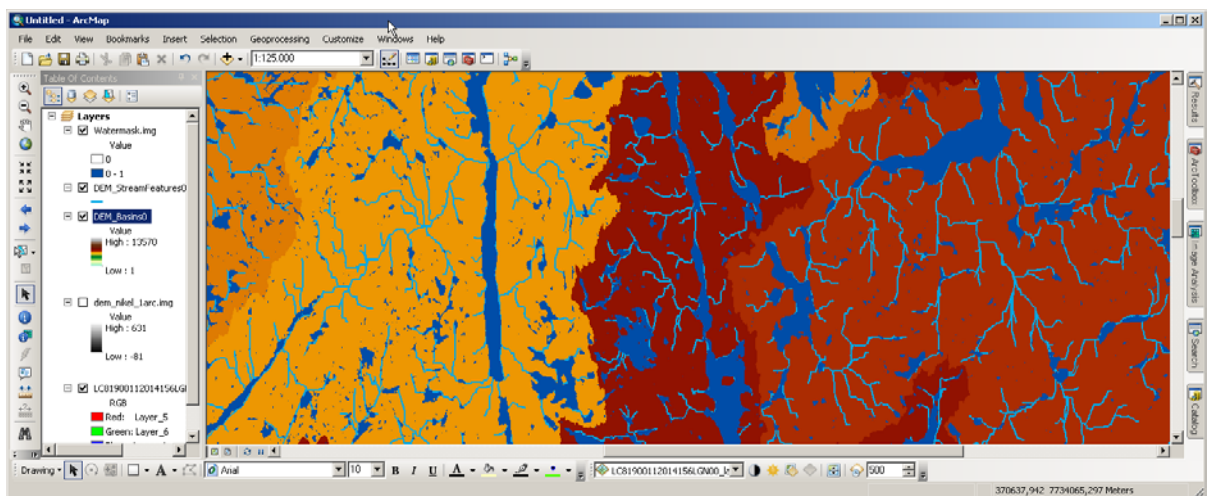 Untitled - ArcMap
File Edit View Bookmarks Insert Selection Geoprocessing Customize Windows Help
1:125.000
Table Of Contents
Layers
Watermask.img
Value
0
0 - 1
DEM_StreamFeatures0
DEM_Basins0
Value
High : 13570
Low : 1
dem_nikel_1arc.img
Value
High : 631
Low : -81
LC81900112014156LG
RGB
Red: Layer_5
Green: Layer_6
Results
ArcToolbox
Image Analysis
Search
Catalog
Drawing
Arial
10
B I U A
LC81900112014156LGN00_l
500
370637,942 7734065,297 Meters